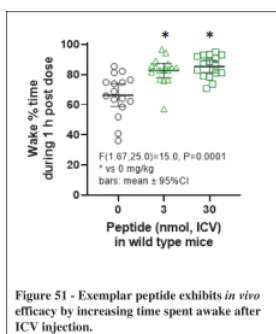 * *
100
80
60
40
20
0
Wake % time
during 1 h post dose
F(1.67,25.0)=15.0, P=0.0001
* vs 0 mg/kg
bars: mean ± 95%CI
0 3 30
Peptide (nmol, ICV)
in wild type mice
Figure 51 - Exemplar peptide exhibits in vivo
efficacy by increasing time spent awake after
ICV injection.